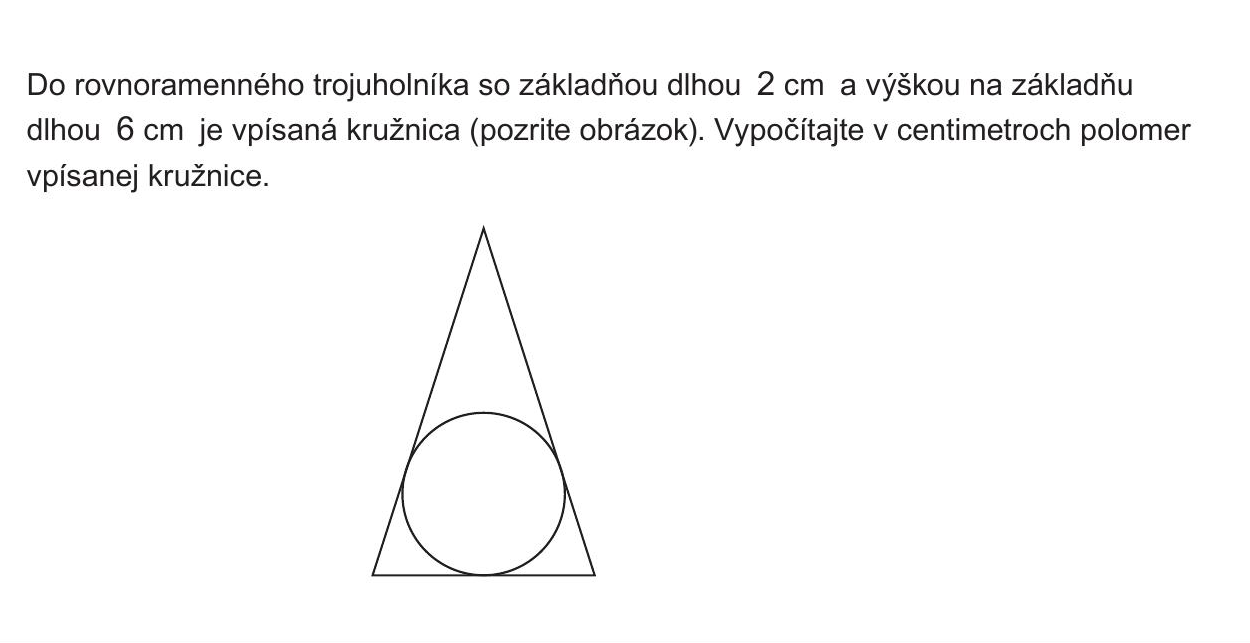 Do rovnoramenného trojuholníka so základňou dlhou 2 cm a výškou na základňu
dlhou 6 cm je vpísaná kružnica (pozrite obrázok). Vypočítajte v centimetroch polomer
vpísanej kružnice.